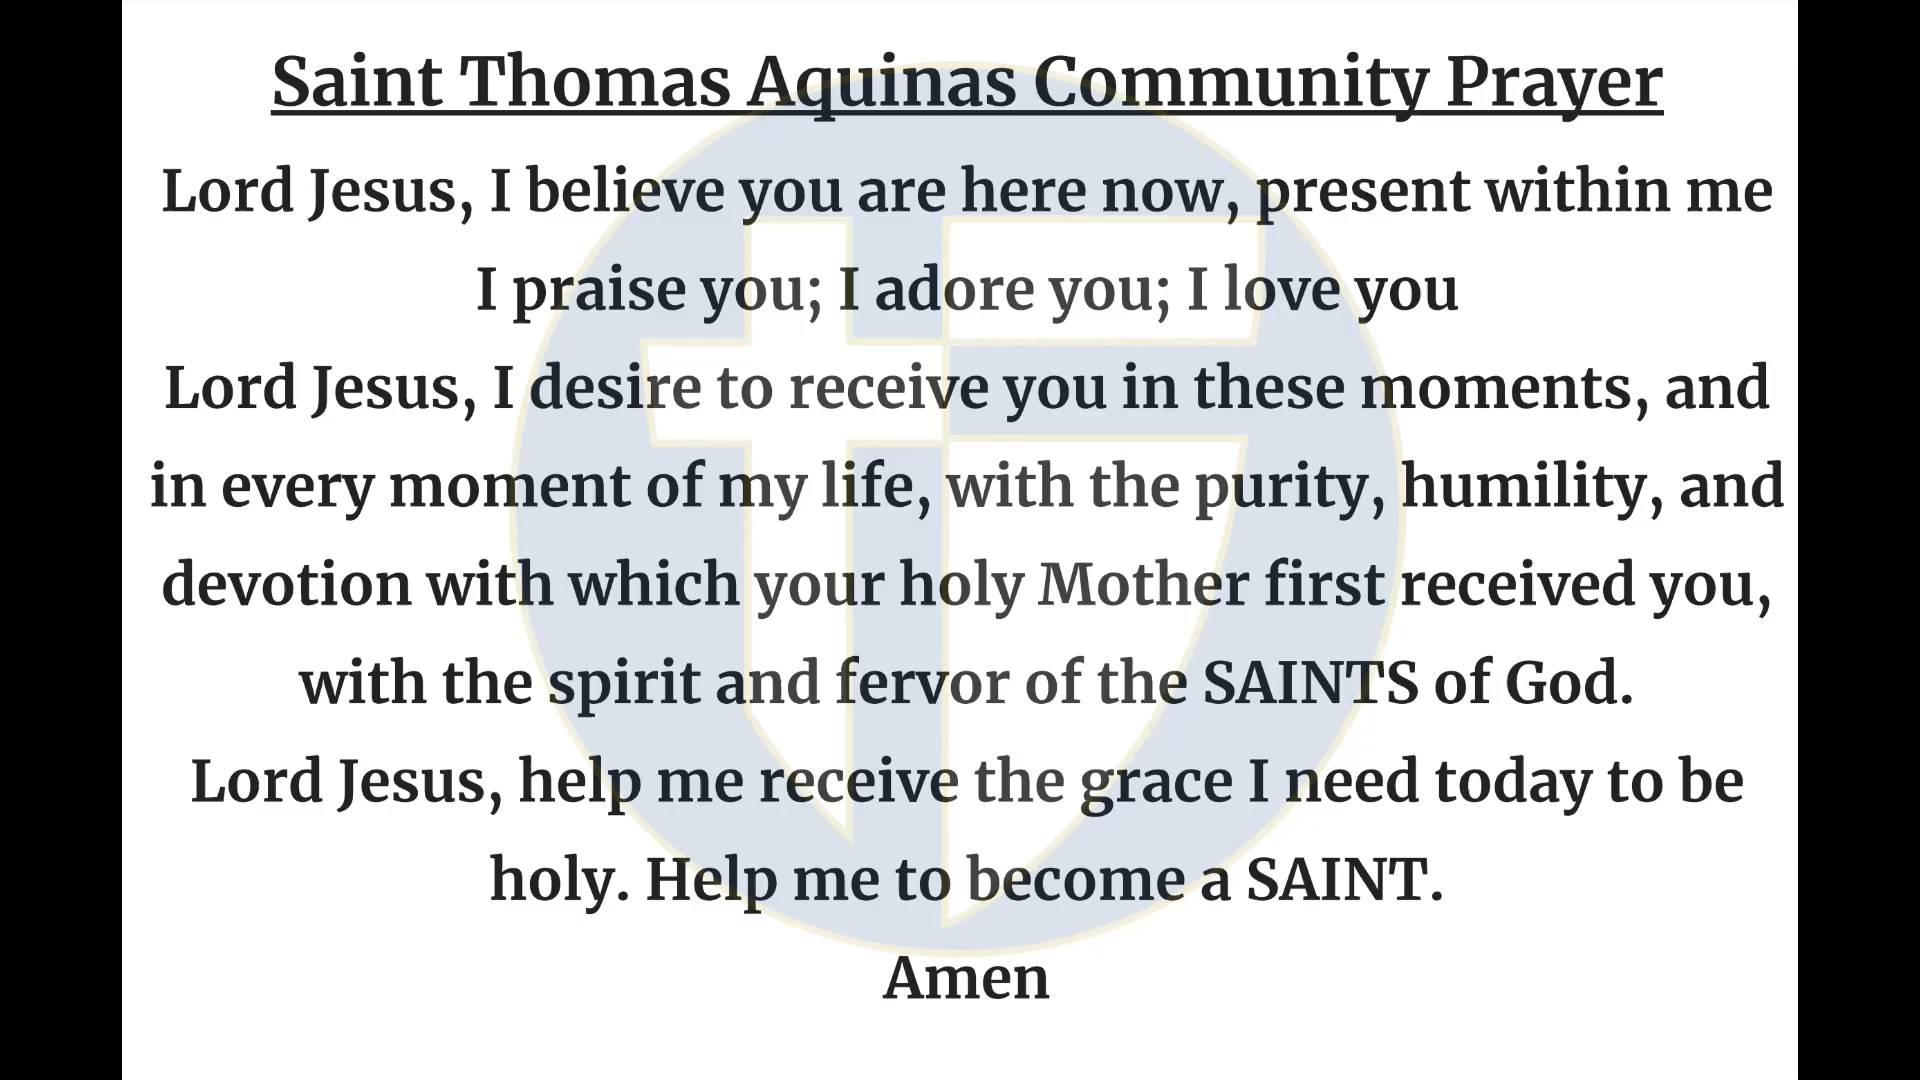 Saint Thomas Aquinas Community Prayer
Lord Jesus, I believe you are here now, present within me
I praise you; I adore you; I love you
Lord Jesus, I desire to receive you in these moments, and
in every moment of my life, with the purity, humility, and
devotion with which your holy Mother first received you,
with the spirit and fervor of the SAINTS of God.
Lord Jesus, help me receive the grace I need today to be
holy. Help me to become a SAINT.
Amen